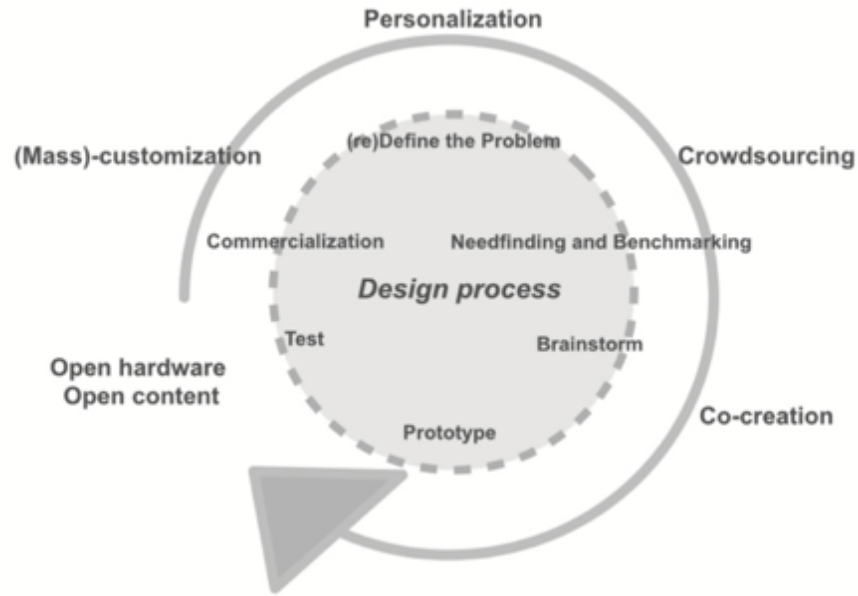 Personalization
(Mass)-customization
(re)Define the Problem
Crowdsourcing
Commercialization
Needfinding and Benchmarking
Design process
Test
Brainstorm
Open hardware
Open content
Prototype
Co-creation